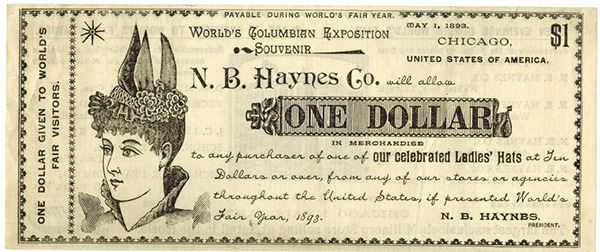 PAYABLE DURING WORLD'S FAIR YEAR.
WORLD'S COLUMBIAN EXPOSITION
SOUVENIR
MAY 1, 1893.
CHICAGO,
UNITED STATES OF AMERICA.
$1
ONE DOLLAR GIVEN TO WORLD'S
FAIR VISITORS.
N. B. Haynes Co. will allow
ONE DOLLAR
IN MERCHANDISE
to any purchaser of one of our celebrated Ladies' Hats at Ten
Dollars or over, from any of our stores or agencies
throughout the United States, if presented World's
Fair Year, 1893.
N. B. HAYNES,
PRESIDENT.